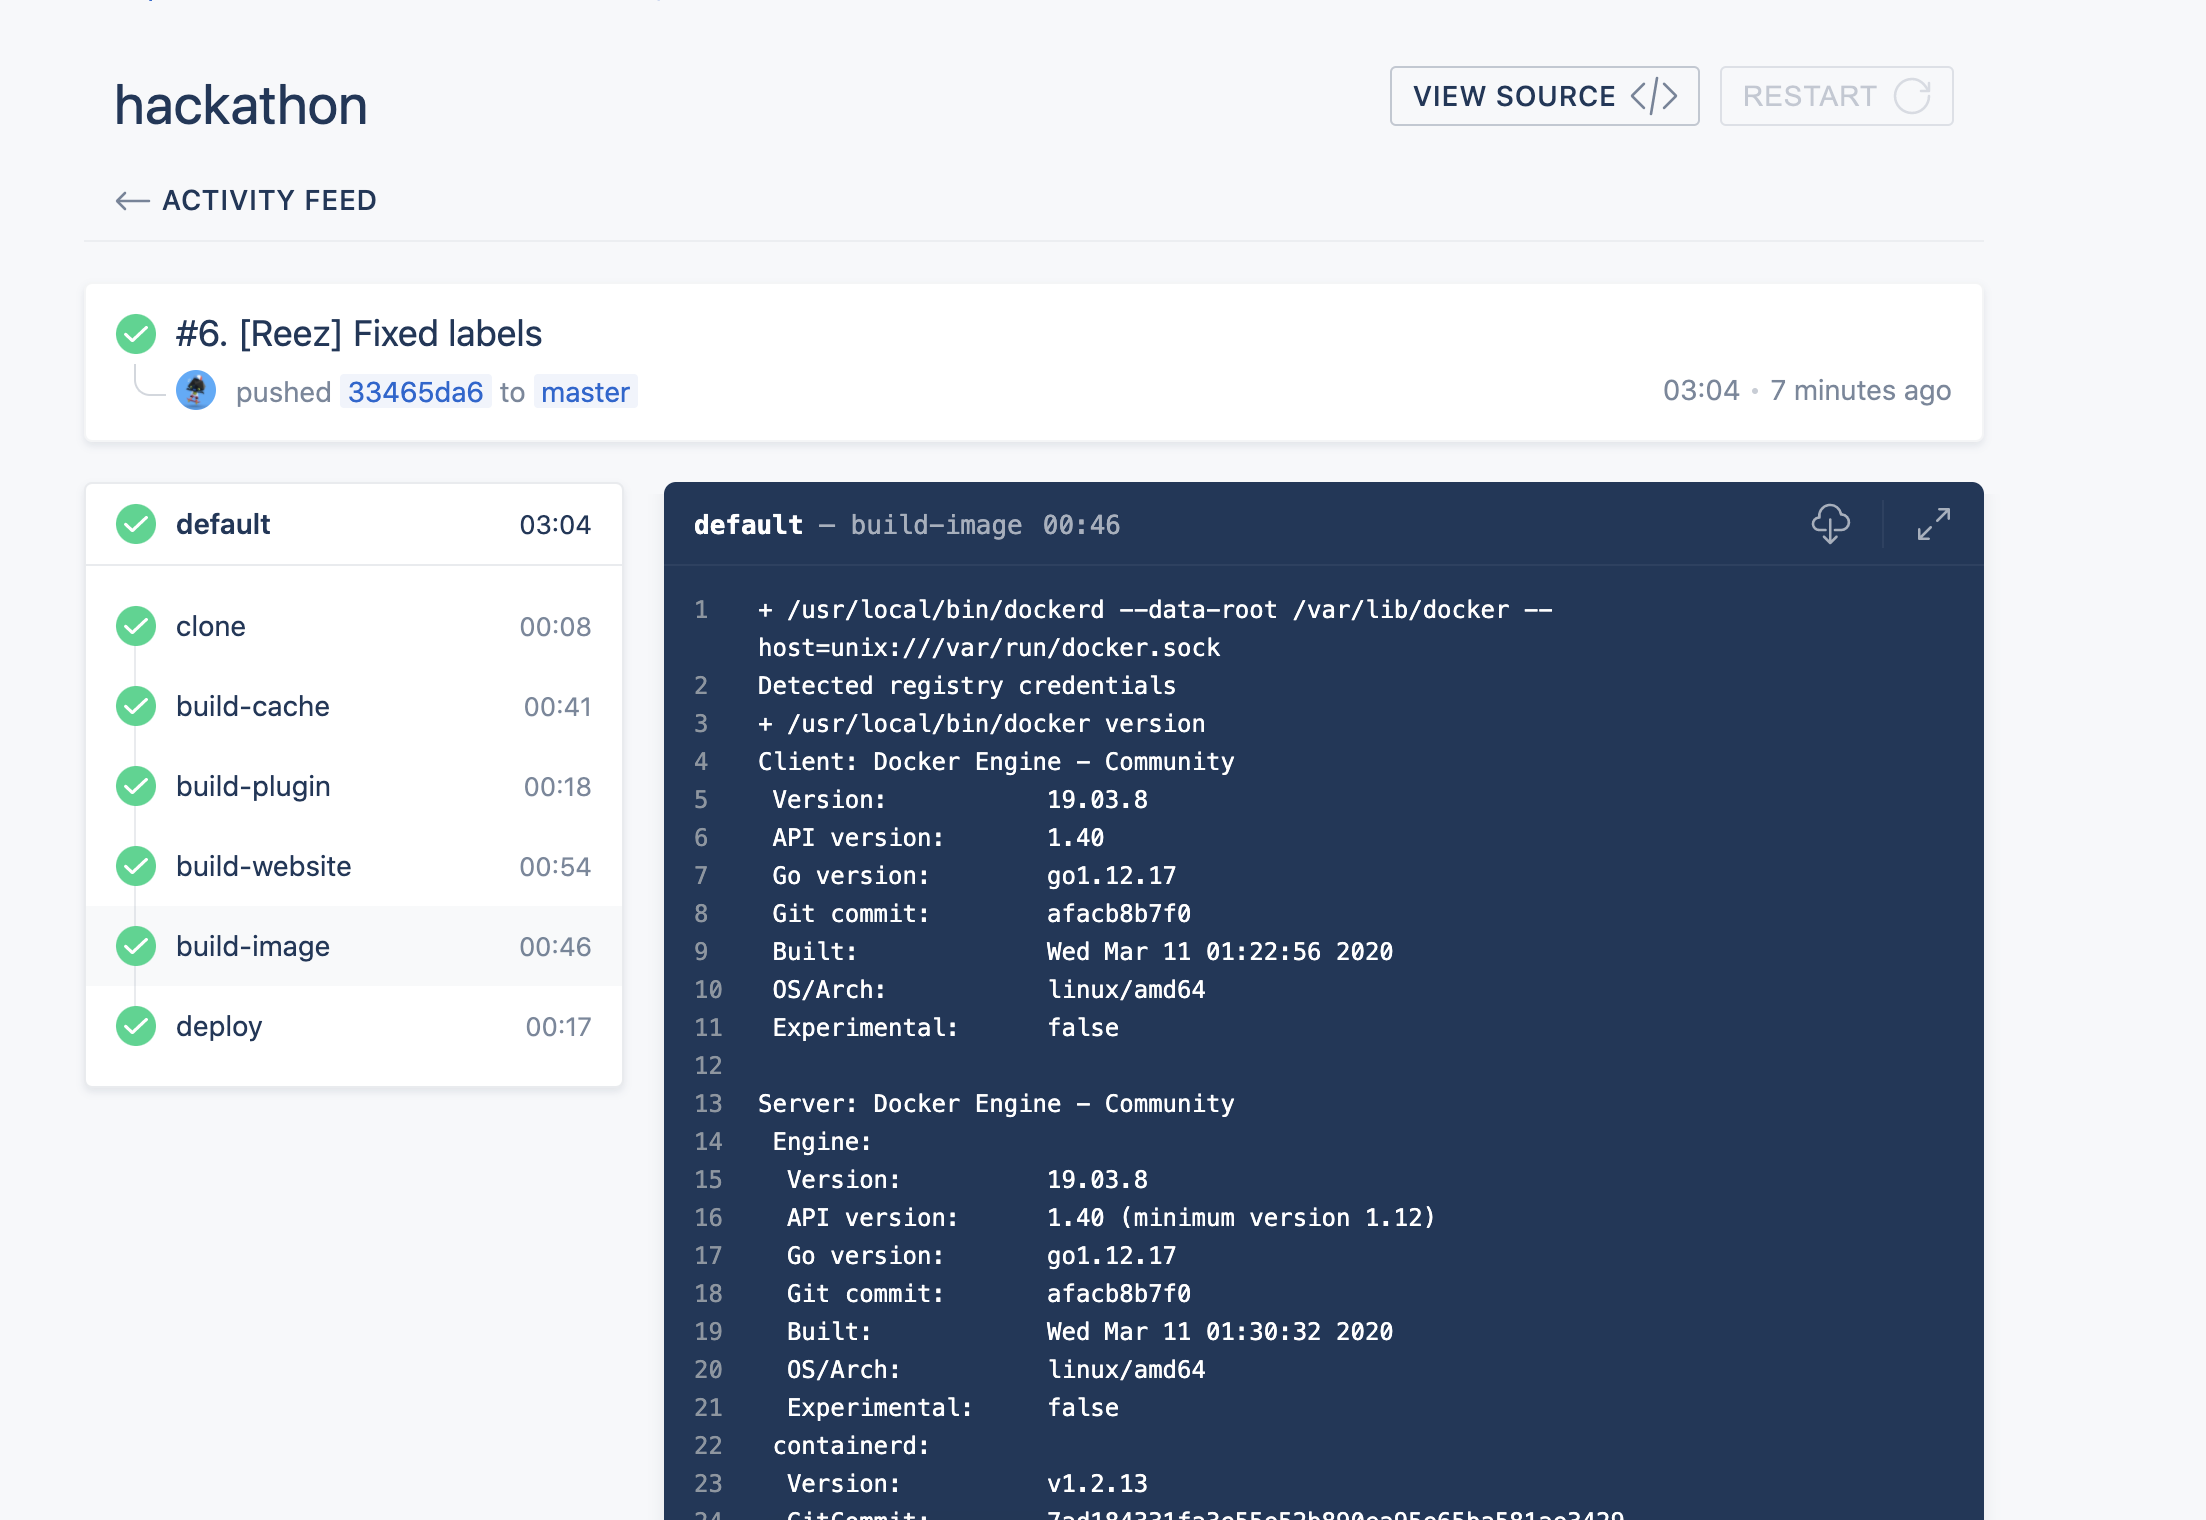 hackathon
VIEW SOURCE </>
RESTART
ACTIVITY FEED
#6. [Reez] Fixed labels
pushed 33465da6 to master
03:04 • 7 minutes ago
default 03:04
clone 00:08
build-cache 00:41
build-plugin 00:18
build-website 00:54
build-image 00:46
deploy 00:17
default — build-image 00:46
1 + /usr/local/bin/dockerd --data-root /var/lib/docker --
host=unix:///var/run/docker.sock
2 Detected registry credentials
3 + /usr/local/bin/docker version
4 Client: Docker Engine - Community
5 Version: 19.03.8
6 API version: 1.40
7 Go version: go1.12.17
8 Git commit: afacb8b7f0
9 Built: Wed Mar 11 01:22:56 2020
10 OS/Arch: linux/amd64
11 Experimental: false
12
13 Server: Docker Engine - Community
14 Engine:
15 Version: 19.03.8
16 API version: 1.40 (minimum version 1.12)
17 Go version: go1.12.17
18 Git commit: afacb8b7f0
19 Built: Wed Mar 11 01:30:32 2020
20 OS/Arch: linux/amd64
21 Experimental: false
22 containerd:
23 Version: v1.2.13
24 GitCommit: